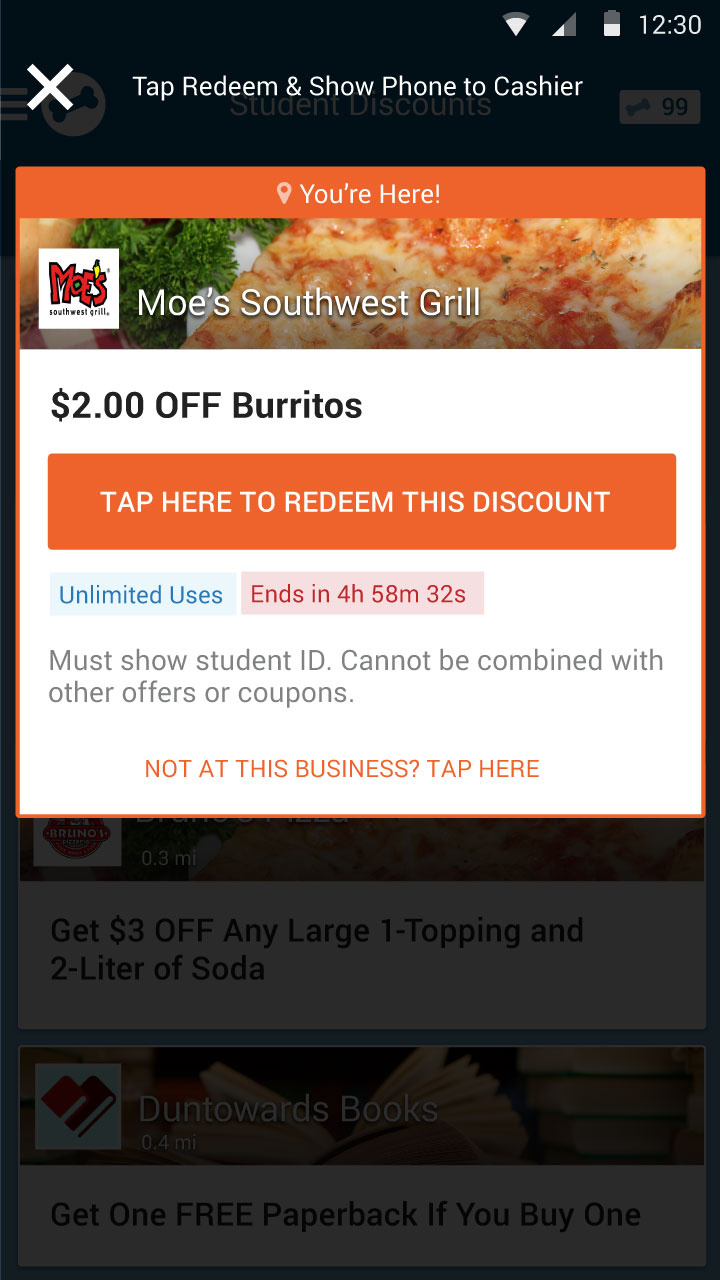 12:30
Tap Redeem & Show Phone to Cashier
Student Discounts
99
You're Here!
MOE'S
southwest grill.
Moe's Southwest Grill
$2.00 OFF Burritos
TAP HERE TO REDEEM THIS DISCOUNT
Unlimited Uses
Ends in 4h 58m 32s
Must show student ID. Cannot be combined with
other offers or coupons.
NOT AT THIS BUSINESS? TAP HERE
Bruno's Pizza
BRUNO'S
0.3 mi
Get $3 OFF Any Large 1-Topping and
2-Liter of Soda
Duntowards Books
0.4 mi
Get One FREE Paperback If You Buy One